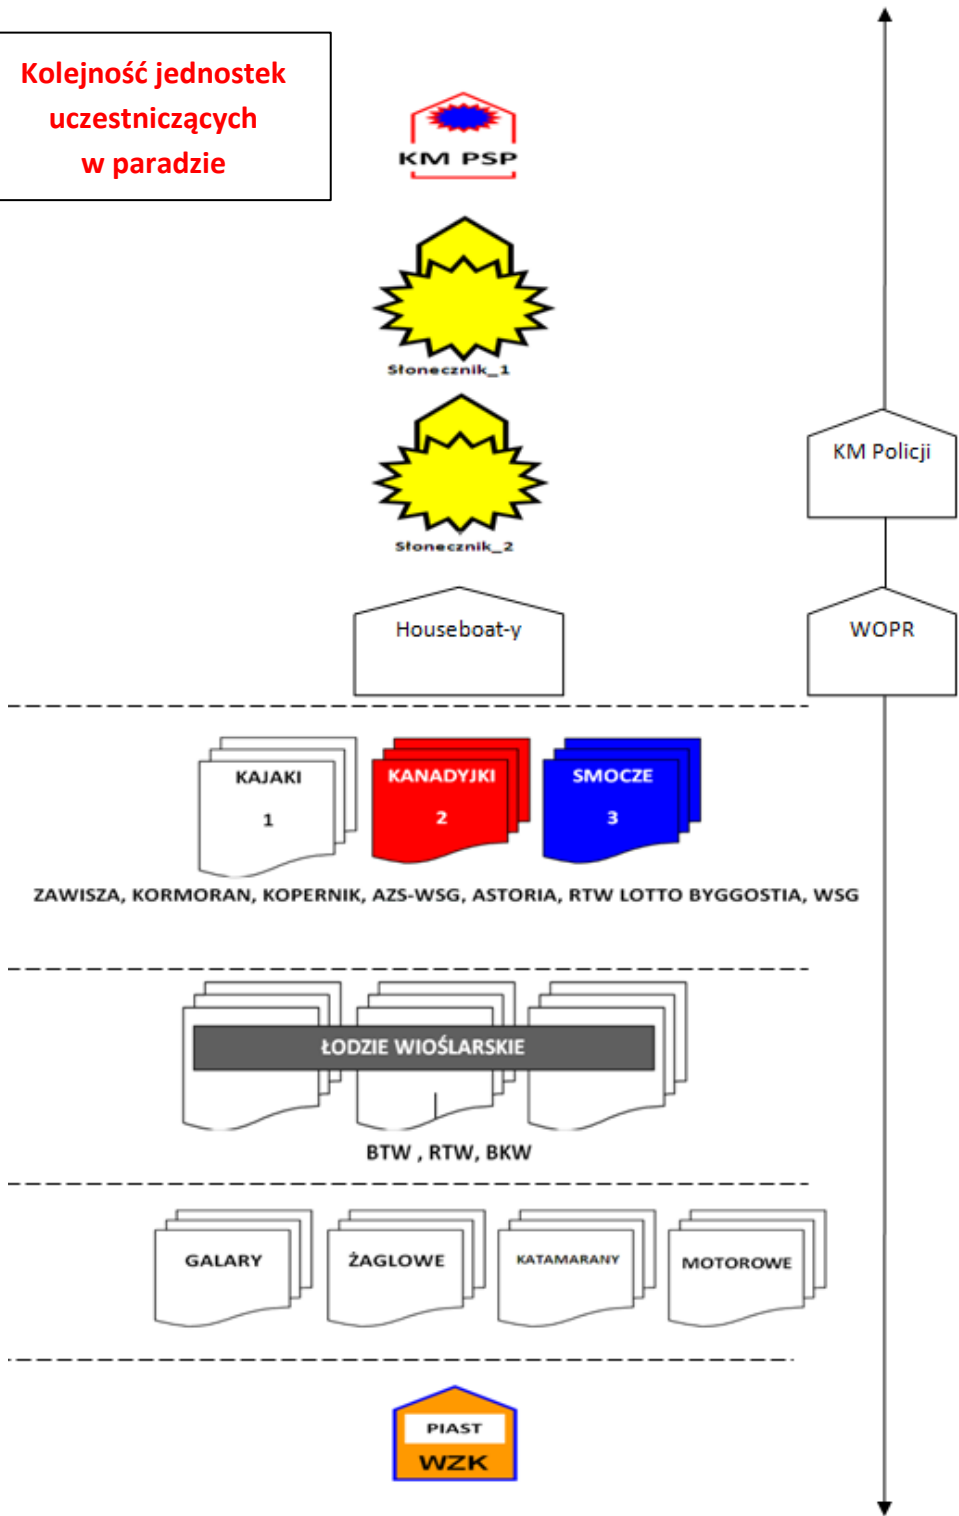 Kolejność jednostek
uczestniczących
w paradzie
KM PSP
Słonecznik_1
Słonecznik_2
KM Policji
Houseboat-y
WOPR
KAJAKI
1
KANADYJKI
2
SMOCZE
3
ZAWISZA, KORMORAN, KOPERNIK, AZS-WSG, ASTORIA, RTW LOTTO BYGGOSTIA, WSG
ŁODZIE WIOŚLARSKIE
BTW , RTW, BKW
GALARY
ŻAGLOWE
KATAMARANY
MOTOROWE
PIAST
WZK